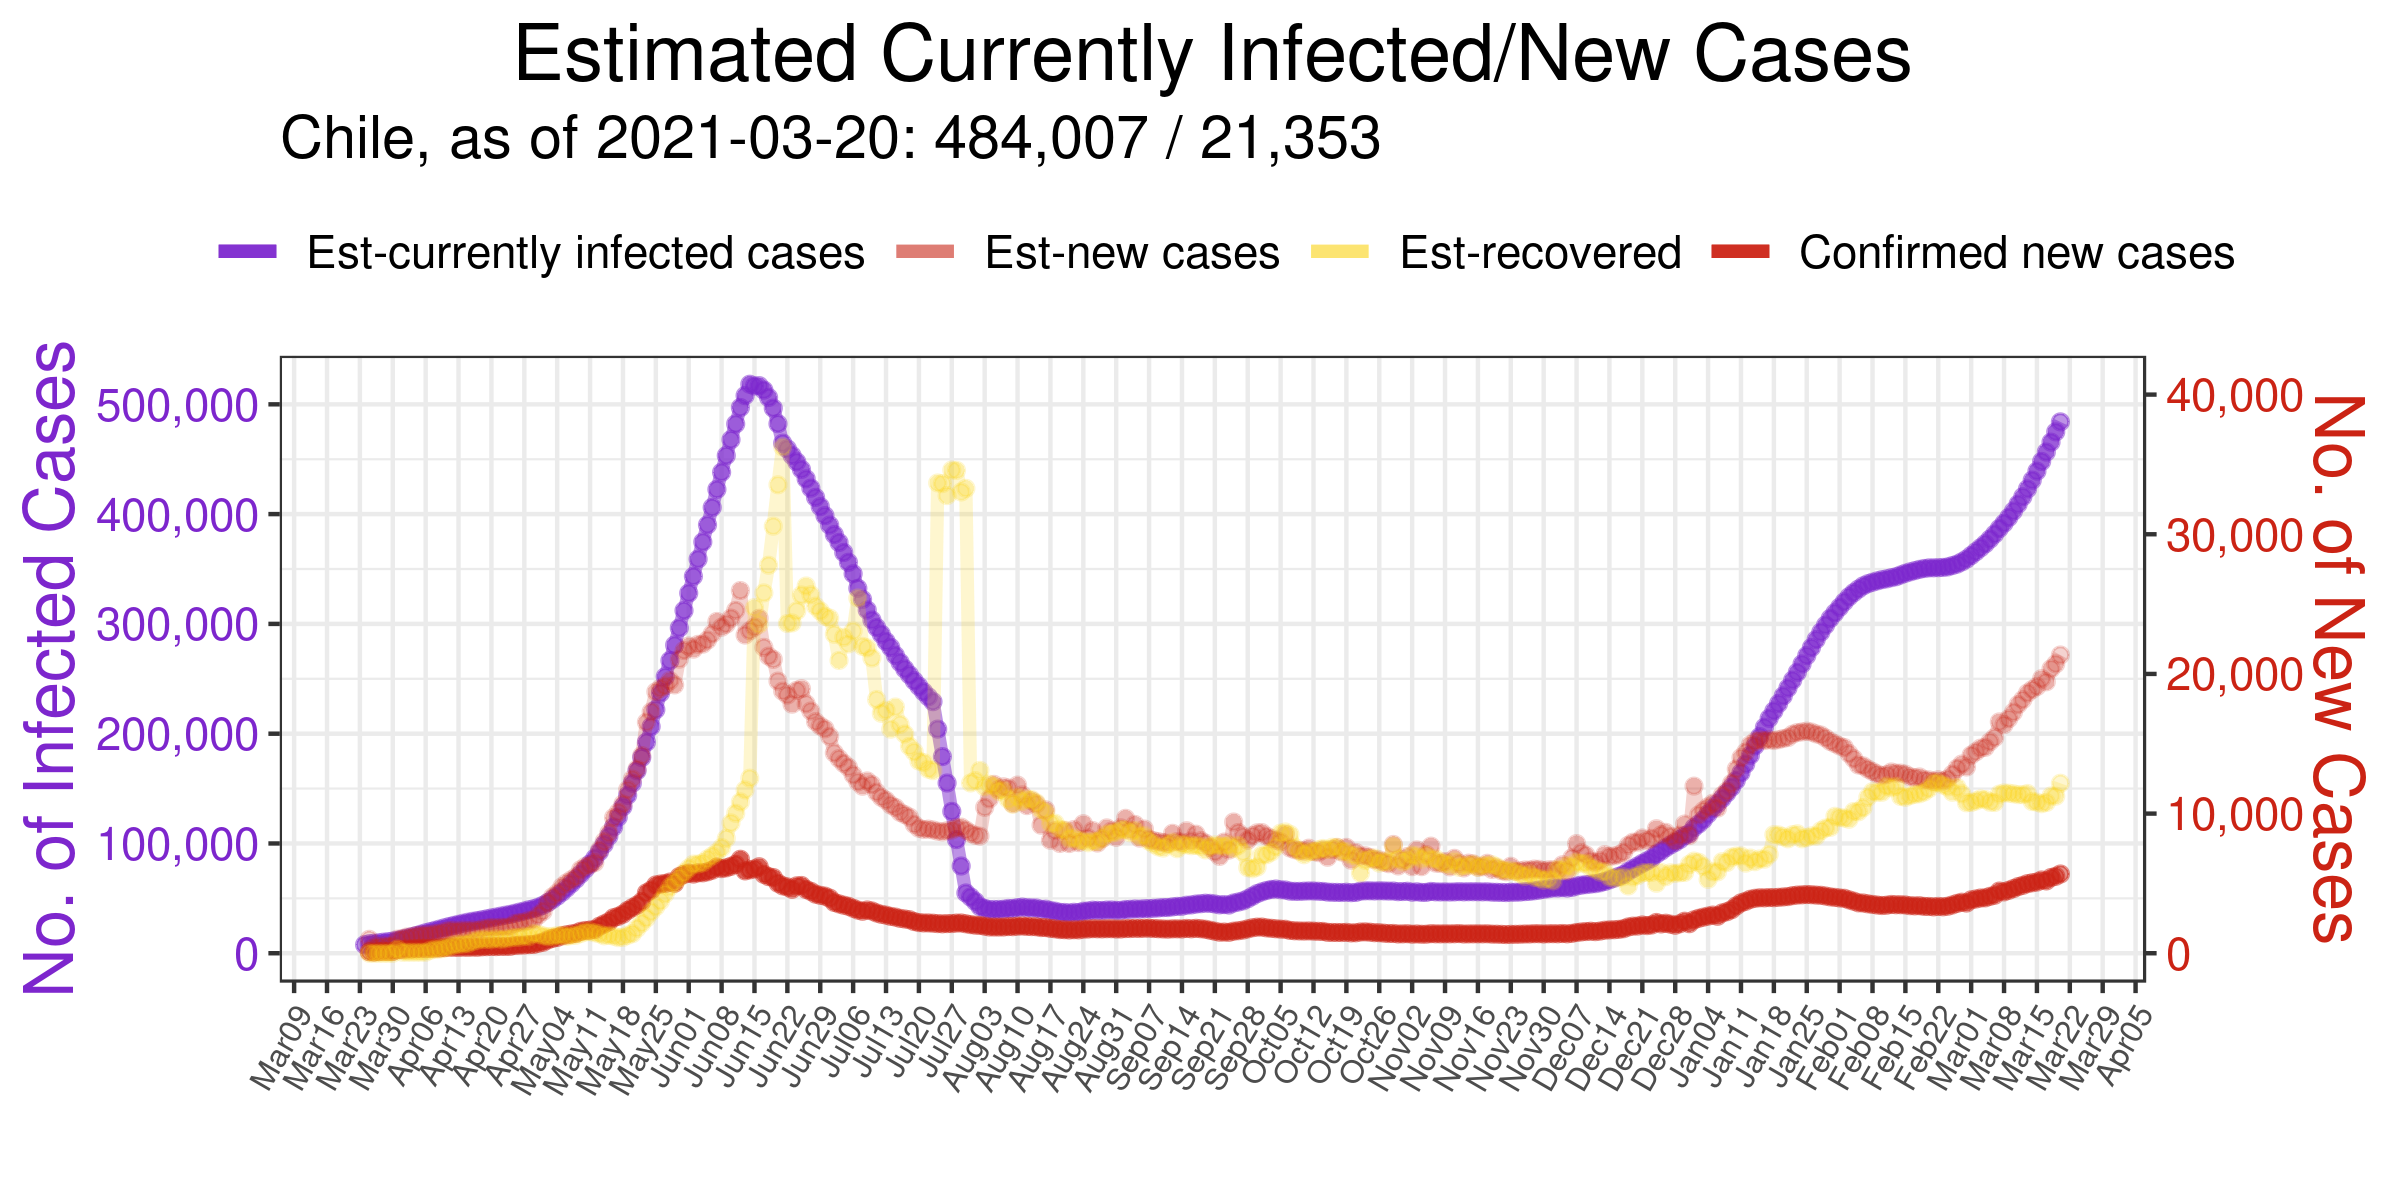 Estimated Currently Infected/New Cases
Chile, as of 2021-03-20: 484,007 / 21,353
Est-currently infected cases Est-new cases Est-recovered Confirmed new cases
No. of Infected Cases
500,000
400,000
300,000
200,000
100,000
0
40,000
30,000
20,000
10,000
0
No. of New Cases
Mar09 Mar16 Mar23 Mar30 Apr06 Apr13 Apr20 Apr27 May04 May11 May18 May25 Jun01 Jun08 Jun15 Jun22 Jun29 Jul06 Jul13 Jul20 Jul27 Aug03 Aug10 Aug17 Aug24 Aug31 Sep07 Sep14 Sep21 Sep28 Oct05 Oct12 Oct19 Oct26 Nov02 Nov09 Nov16 Nov23 Nov30 Dec07 Dec14 Dec21 Dec28 Jan04 Jan11 Jan18 Jan25 Feb01 Feb08 Feb15 Feb22 Mar01 Mar08 Mar15 Mar22 Mar29 Apr05